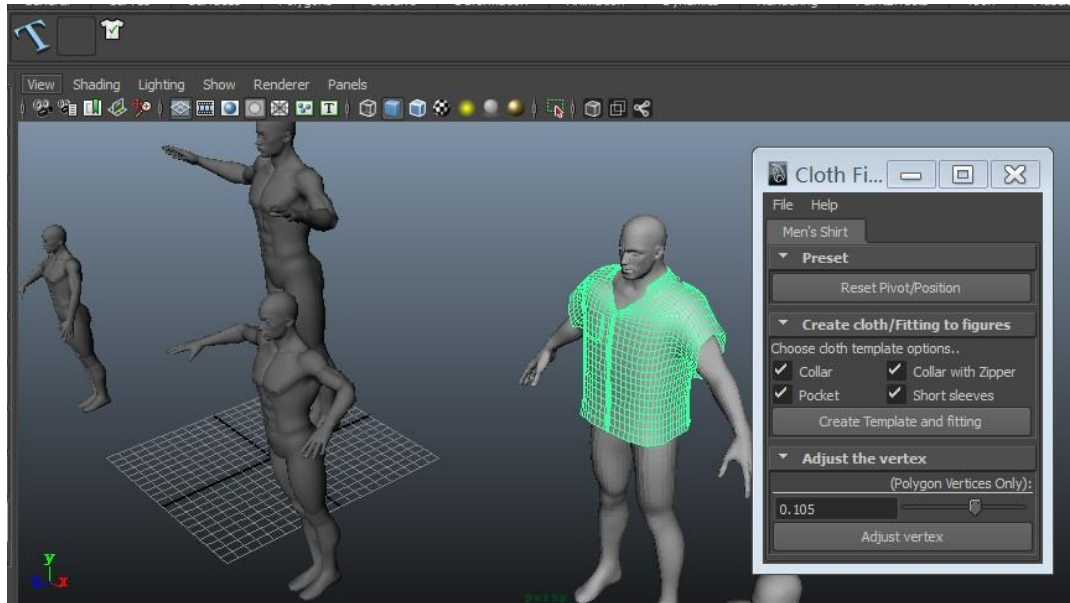 View Shading Lighting Show Renderer Panels
T
Cloth Fi...
File Help
Men's Shirt
Preset
Reset Pivot/Position
Create cloth/Fitting to figures
Choose cloth template options..
Collar Collar with Zipper
Pocket Short sleeves
Create Template and fitting
Adjust the vertex
(Polygon Vertices Only):
0.105
Adjust vertex
y
x
persp